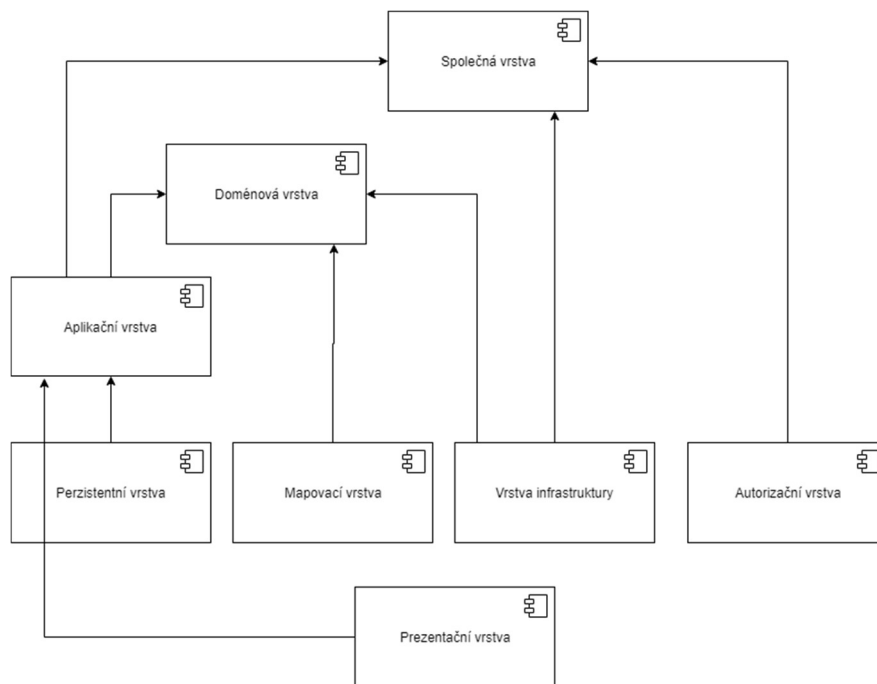 Společná vrstva
Doménová vrstva
Aplikační vrstva
Perzistentní vrstva
Mapovací vrstva
Vrstva infrastruktury
Autorizační vrstva
Prezentační vrstva